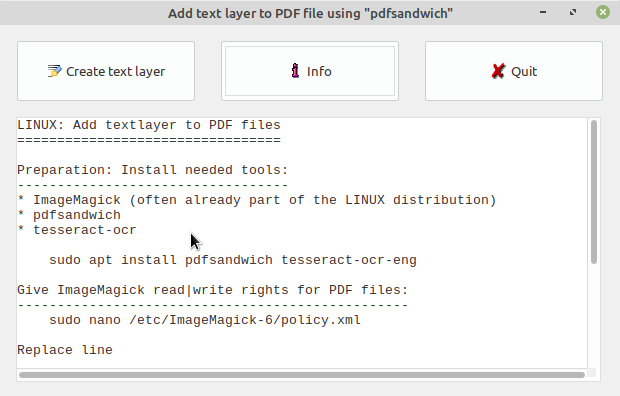 Add text layer to PDF file using "pdfsandwich"
Create text layer
Info
Quit
LINUX: Add textlayer to PDF files
=================================
Preparation: Install needed tools:
----------------------------------
* ImageMagick (often already part of the LINUX distribution)
* pdfsandwich
* tesseract-ocr
sudo apt install pdfsandwich tesseract-ocr-eng
Give ImageMagick read|write rights for PDF files:
-------------------------------------------------
sudo nano /etc/ImageMagick-6/policy.xml
Replace line